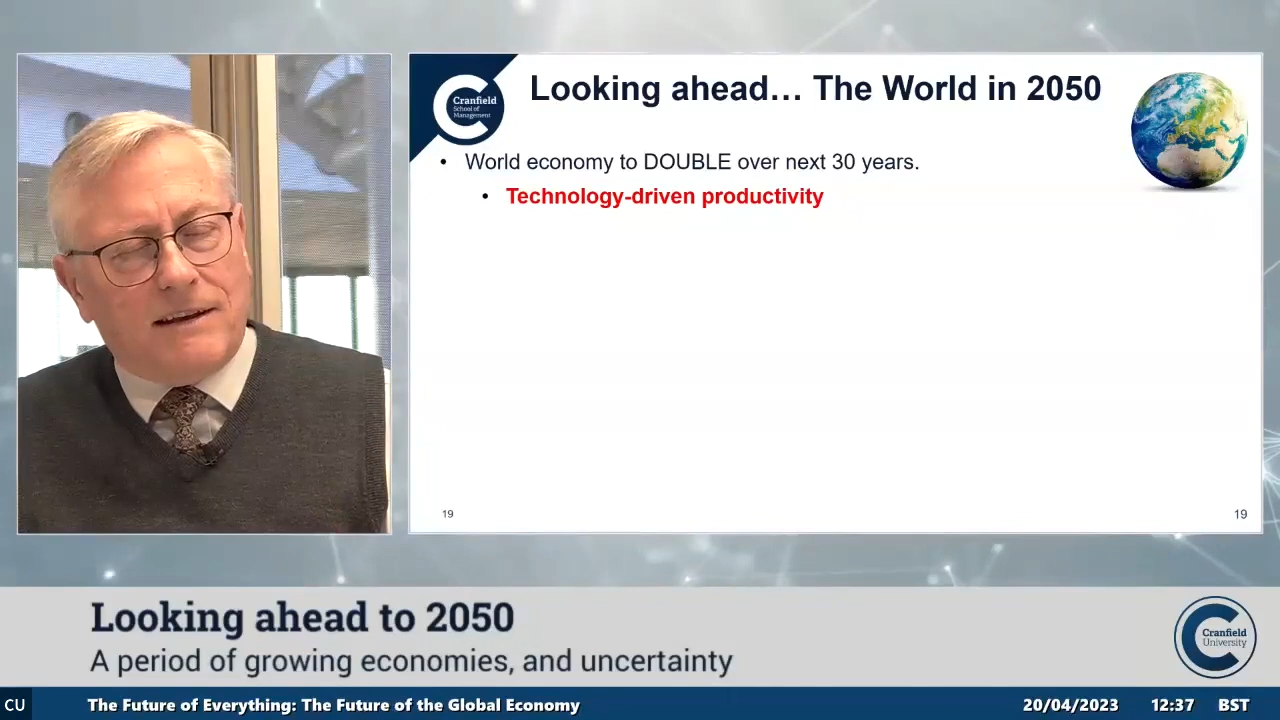 Cranfield
School of
Management
Looking ahead... The World in 2050
• World economy to DOUBLE over next 30 years.
• Technology-driven productivity
19
19
Looking ahead to 2050
A period of growing economies, and uncertainty
Cranfield
University
CU
The Future of Everything: The Future of the Global Economy
20/04/2023
12:37
BST